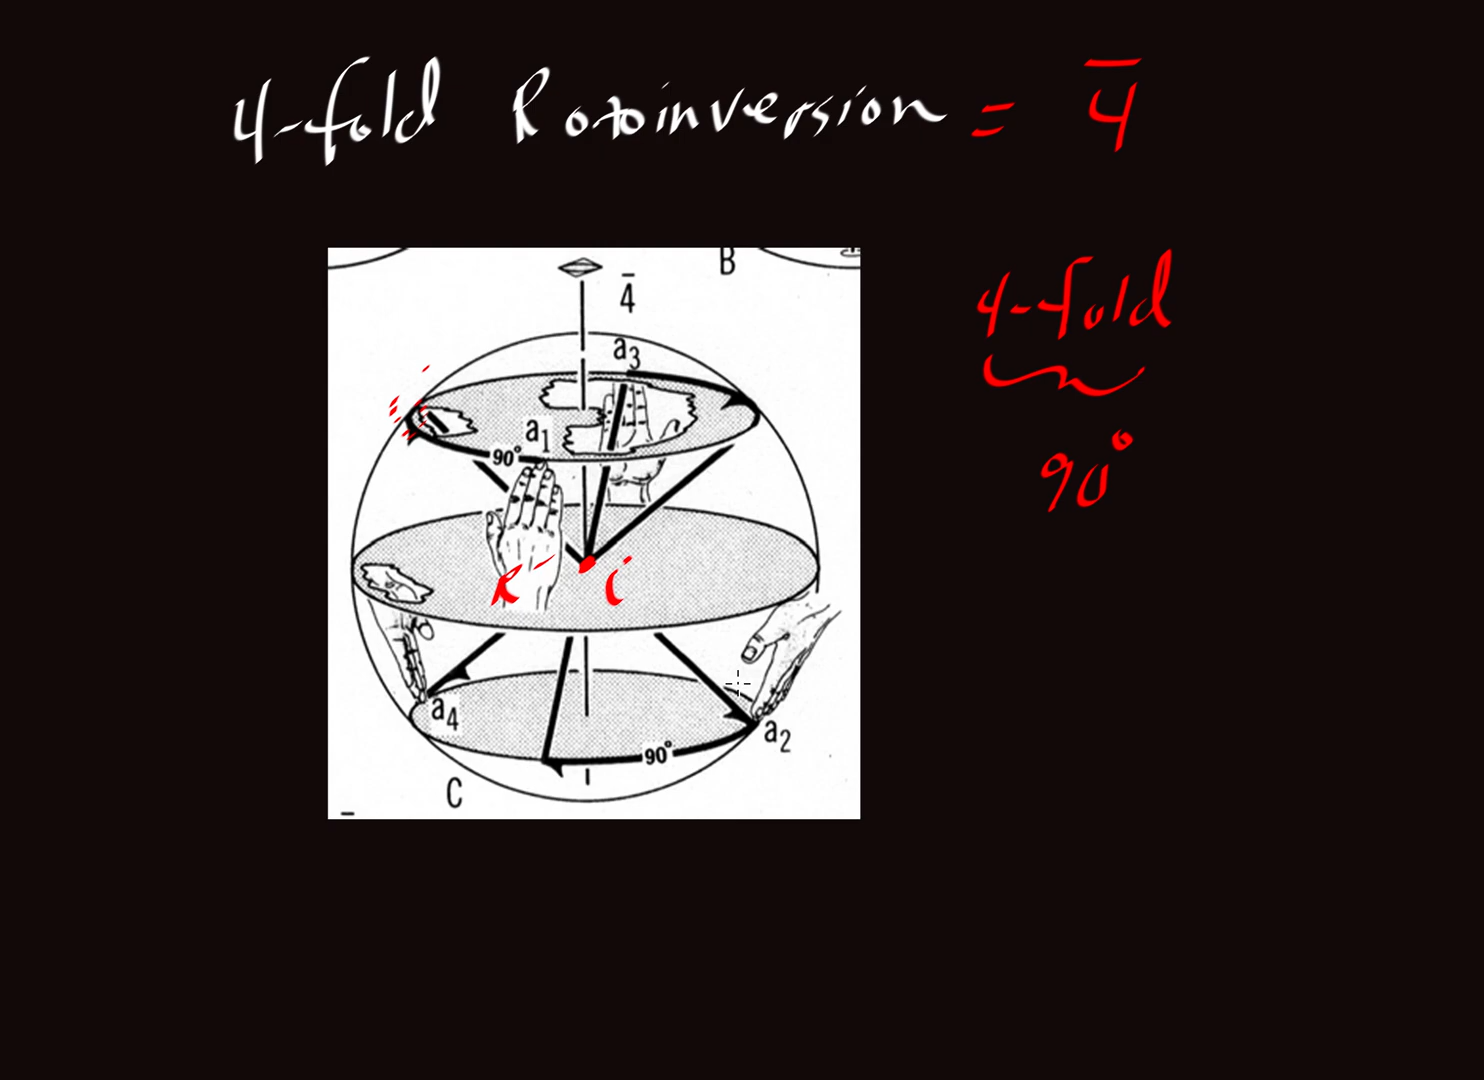 4-fold Rotoinversion = 4̅
B
4̅
4-fold
a3
a1
90°
90°
R
i
a4
a2
90°
C